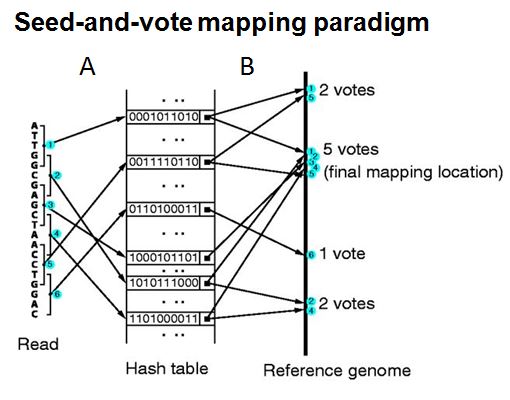 Seed-and-vote mapping paradigm
A
B
A
T
T
G
G
C
G
A
G
C
T
A
A
C
C
T
G
G
A
C
1
2
3
4
5
6
Read
. ..
0001011010
. ..
0011110110
. ..
0110100011
. ..
1000101101
. ..
1010111000
. ..
1101000011
. ..
Hash table
1
5
2 votes
1
2
3
4
5
5 votes
(final mapping location)
6
1 vote
2
4
2 votes
Reference genome